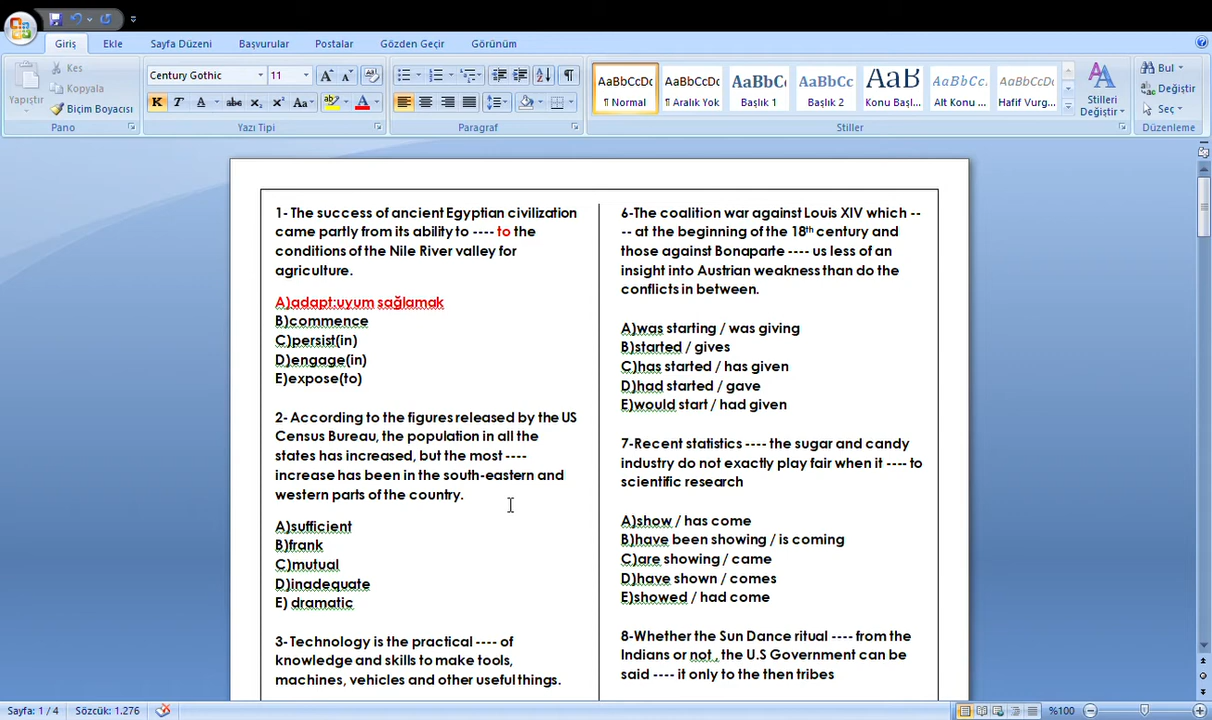 Giriş Ekle Sayfa Düzeni Başvurular Postalar Gözden Geçir Görünüm
Yapıştır
Kes
Kopyala
Biçim Boyacısı
Pano
Century Gothic 11
K T A abc x₂ x² Aa A
Yazı Tipi
Paragraf
AaBbCcDc
¶ Normal
AaBbCcDc
¶ Aralık Yok
AaBbCc
Başlık 1
AaBbCc
Başlık 2
AaB
Konu Başl...
AaBbCc.
Alt Konu ...
AaBbCcDc
Hafif Vurg...
Stilleri
Değiştir
Stiller
Bul
Değiştir
Seç
Düzenleme
1- The success of ancient Egyptian civilization
came partly from its ability to ---- to the
conditions of the Nile River valley for
agriculture.
A)adapt:uyum sağlamak
B)commence
C)persist(in)
D)engage(in)
E)expose(to)
2- According to the figures released by the US
Census Bureau, the population in all the
states has increased, but the most ----
increase has been in the south-eastern and
western parts of the country.
A)sufficient
B)frank
C)mutual
D)inadequate
E) dramatic
3- Technology is the practical ---- of
knowledge and skills to make tools,
machines, vehicles and other useful things.
6-The coalition war against Louis XIV which --
-- at the beginning of the 18th century and
those against Bonaparte ---- us less of an
insight into Austrian weakness than do the
conflicts in between.
A)was starting / was giving
B)started / gives
C)has started / has given
D)had started / gave
E)would start / had given
7-Recent statistics ---- the sugar and candy
industry do not exactly play fair when it ---- to
scientific research
A)show / has come
B)have been showing / is coming
C)are showing / came
D)have shown / comes
E)showed / had come
8-Whether the Sun Dance ritual ---- from the
Indians or not , the U.S Government can be
said ---- it only to the then tribes
Sayfa: 1 / 4 Sözcük: 1.276 %100